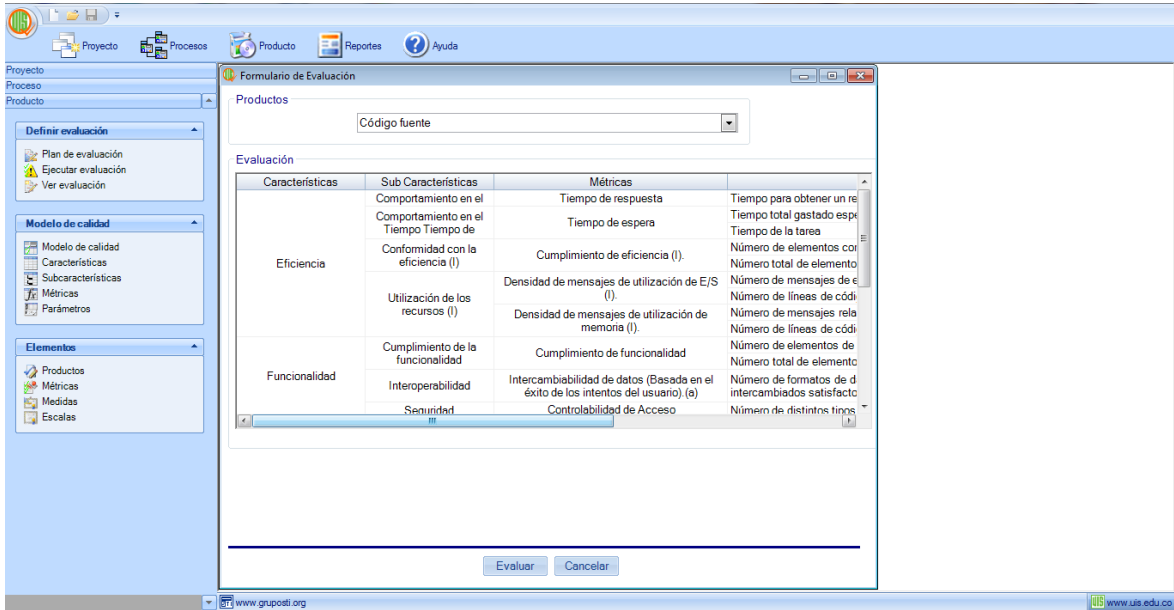 UIS
Proyecto
Procesos
Producto
Reportes
Ayuda
Proyecto
Proceso
Producto
Definir evaluación
Plan de evaluación
Ejecutar evaluación
Ver evaluación
Modelo de calidad
Modelo de calidad
Características
Subcaracterísticas
Métricas
Parámetros
Elementos
Productos
Métricas
Medidas
Escalas
Formulario de Evaluación
Productos
Código fuente
Evaluación
Características Sub Características Métricas
Eficiencia
Comportamiento en el
Tiempo de respuesta
Tiempo para obtener un re
Comportamiento en el
Tiempo Tiempo de
Tiempo de espera
Tiempo total gastado espe
Tiempo de la tarea
Conformidad con la
eficiencia (I)
Cumplimiento de eficiencia (I).
Número de elementos cor
Número total de elemento
Utilización de los
recursos (I)
Densidad de mensajes de utilización de E/S
(I).
Número de mensajes de e
Número de líneas de códi
Densidad de mensajes de utilización de
memoria (I).
Número de mensajes rela
Número de líneas de códi
Funcionalidad
Cumplimiento de la
funcionalidad
Cumplimiento de funcionalidad
Número de elementos de
Número total de elemento
Interoperabilidad
Intercambiabilidad de datos (Basada en el
éxito de los intentos del usuario).(a)
Número de formatos de d
intercambiados satisfacto
Seguridad
Controlabilidad de Acceso
Número de distintos tipos
Evaluar
Cancelar
www.gruposti.org
www.uis.edu.co